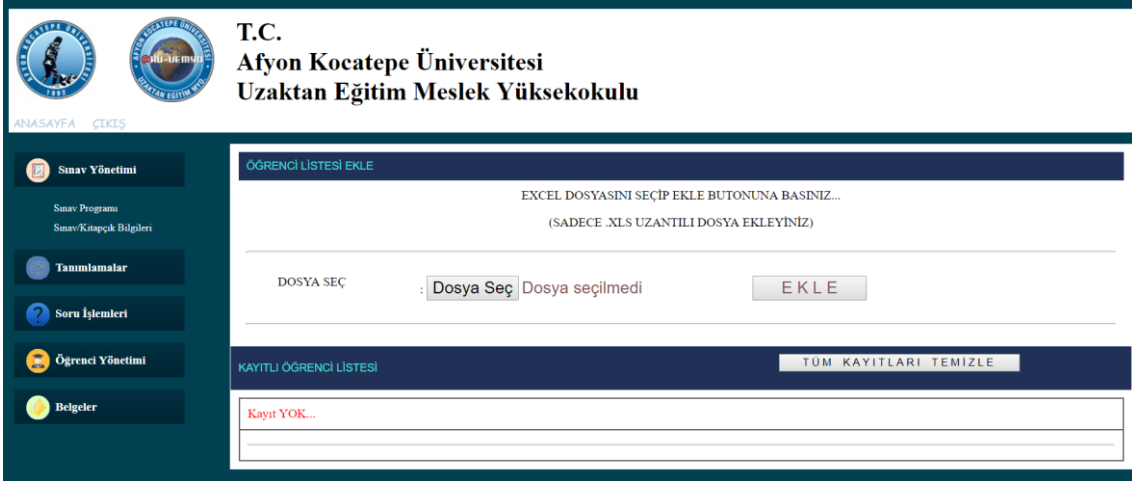 T.C.
Afyon Kocatepe Üniversitesi
Uzaktan Eğitim Meslek Yüksekokulu
ANASAYFA ÇIKIŞ
Sınav Yönetimi
Sınav Programı
Sınav/Kitapçık Bilgileri
Tanımlamalar
Soru İşlemleri
Öğrenci Yönetimi
Belgeler
ÖĞRENCİ LİSTESİ EKLE
EXCEL DOSYASINI SEÇİP EKLE BUTONUNA BASINIZ...
(SADECE .XLS UZANTILI DOSYA EKLEYİNİZ)
DOSYA SEÇ : Dosya Seç Dosya seçilmedi EKLE
KAYITLI ÖĞRENCİ LİSTESİ TÜM KAYITLARI TEMİZLE
Kayıt YOK...